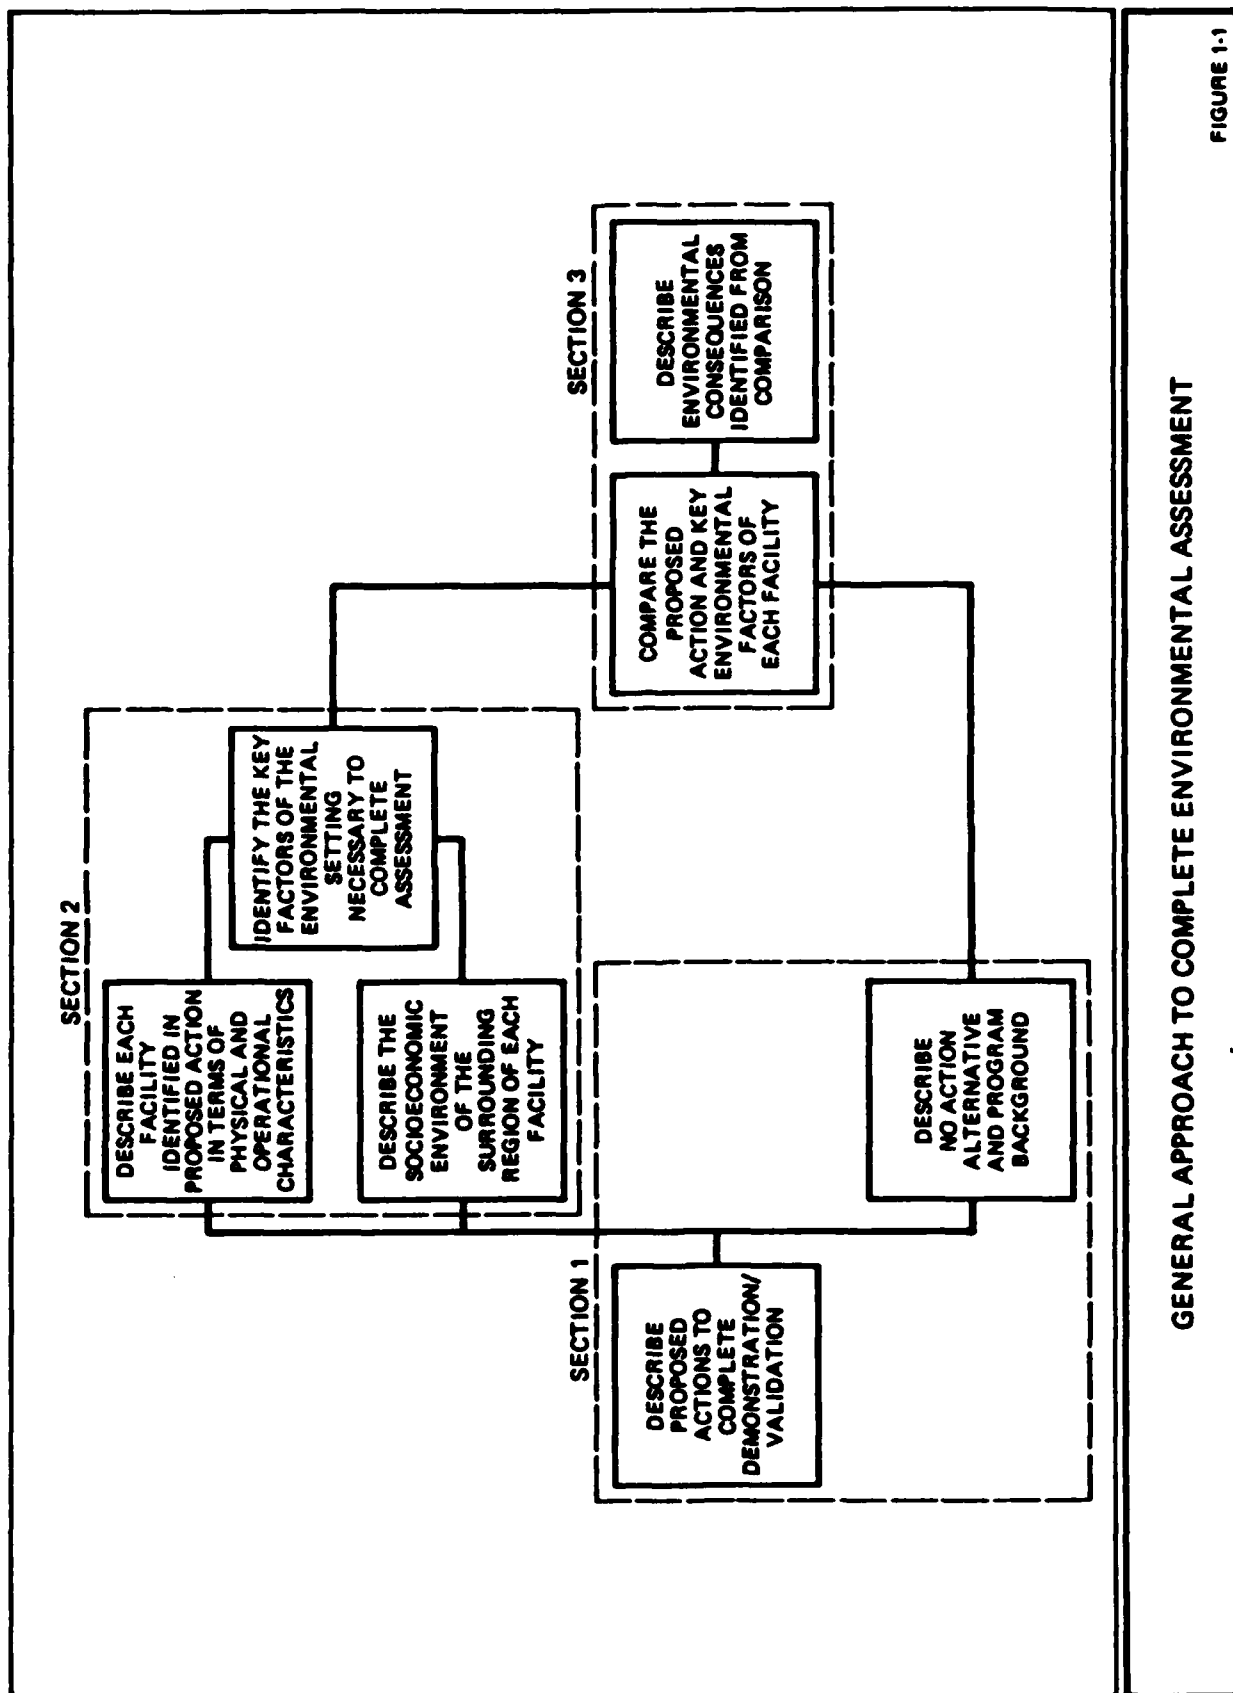 SECTION 1
DESCRIBE
PROPOSED
ACTIONS TO
COMPLETE
DEMONSTRATION/
VALIDATION
SECTION 2
DESCRIBE EACH
FACILITY
IDENTIFIED IN
PROPOSED ACTION
IN TERMS OF
PHYSICAL AND
OPERATIONAL
CHARACTERISTICS
DESCRIBE THE
SOCIOECONOMIC
ENVIRONMENT
OF THE
SURROUNDING
REGION OF EACH
FACILITY
DESCRIBE
NO ACTION
ALTERNATIVE
AND PROGRAM
BACKGROUND
IDENTIFY THE KEY
FACTORS OF THE
ENVIRONMENTAL
SETTING
NECESSARY TO
COMPLETE
ASSESSMENT
SECTION 3
COMPARE THE
PROPOSED
ACTION AND KEY
ENVIRONMENTAL
FACTORS OF
EACH FACILITY
DESCRIBE
ENVIRONMENTAL
CONSEQUENCES
IDENTIFIED FROM
COMPARISON
GENERAL APPROACH TO COMPLETE ENVIRONMENTAL ASSESSMENT
FIGURE 1-1